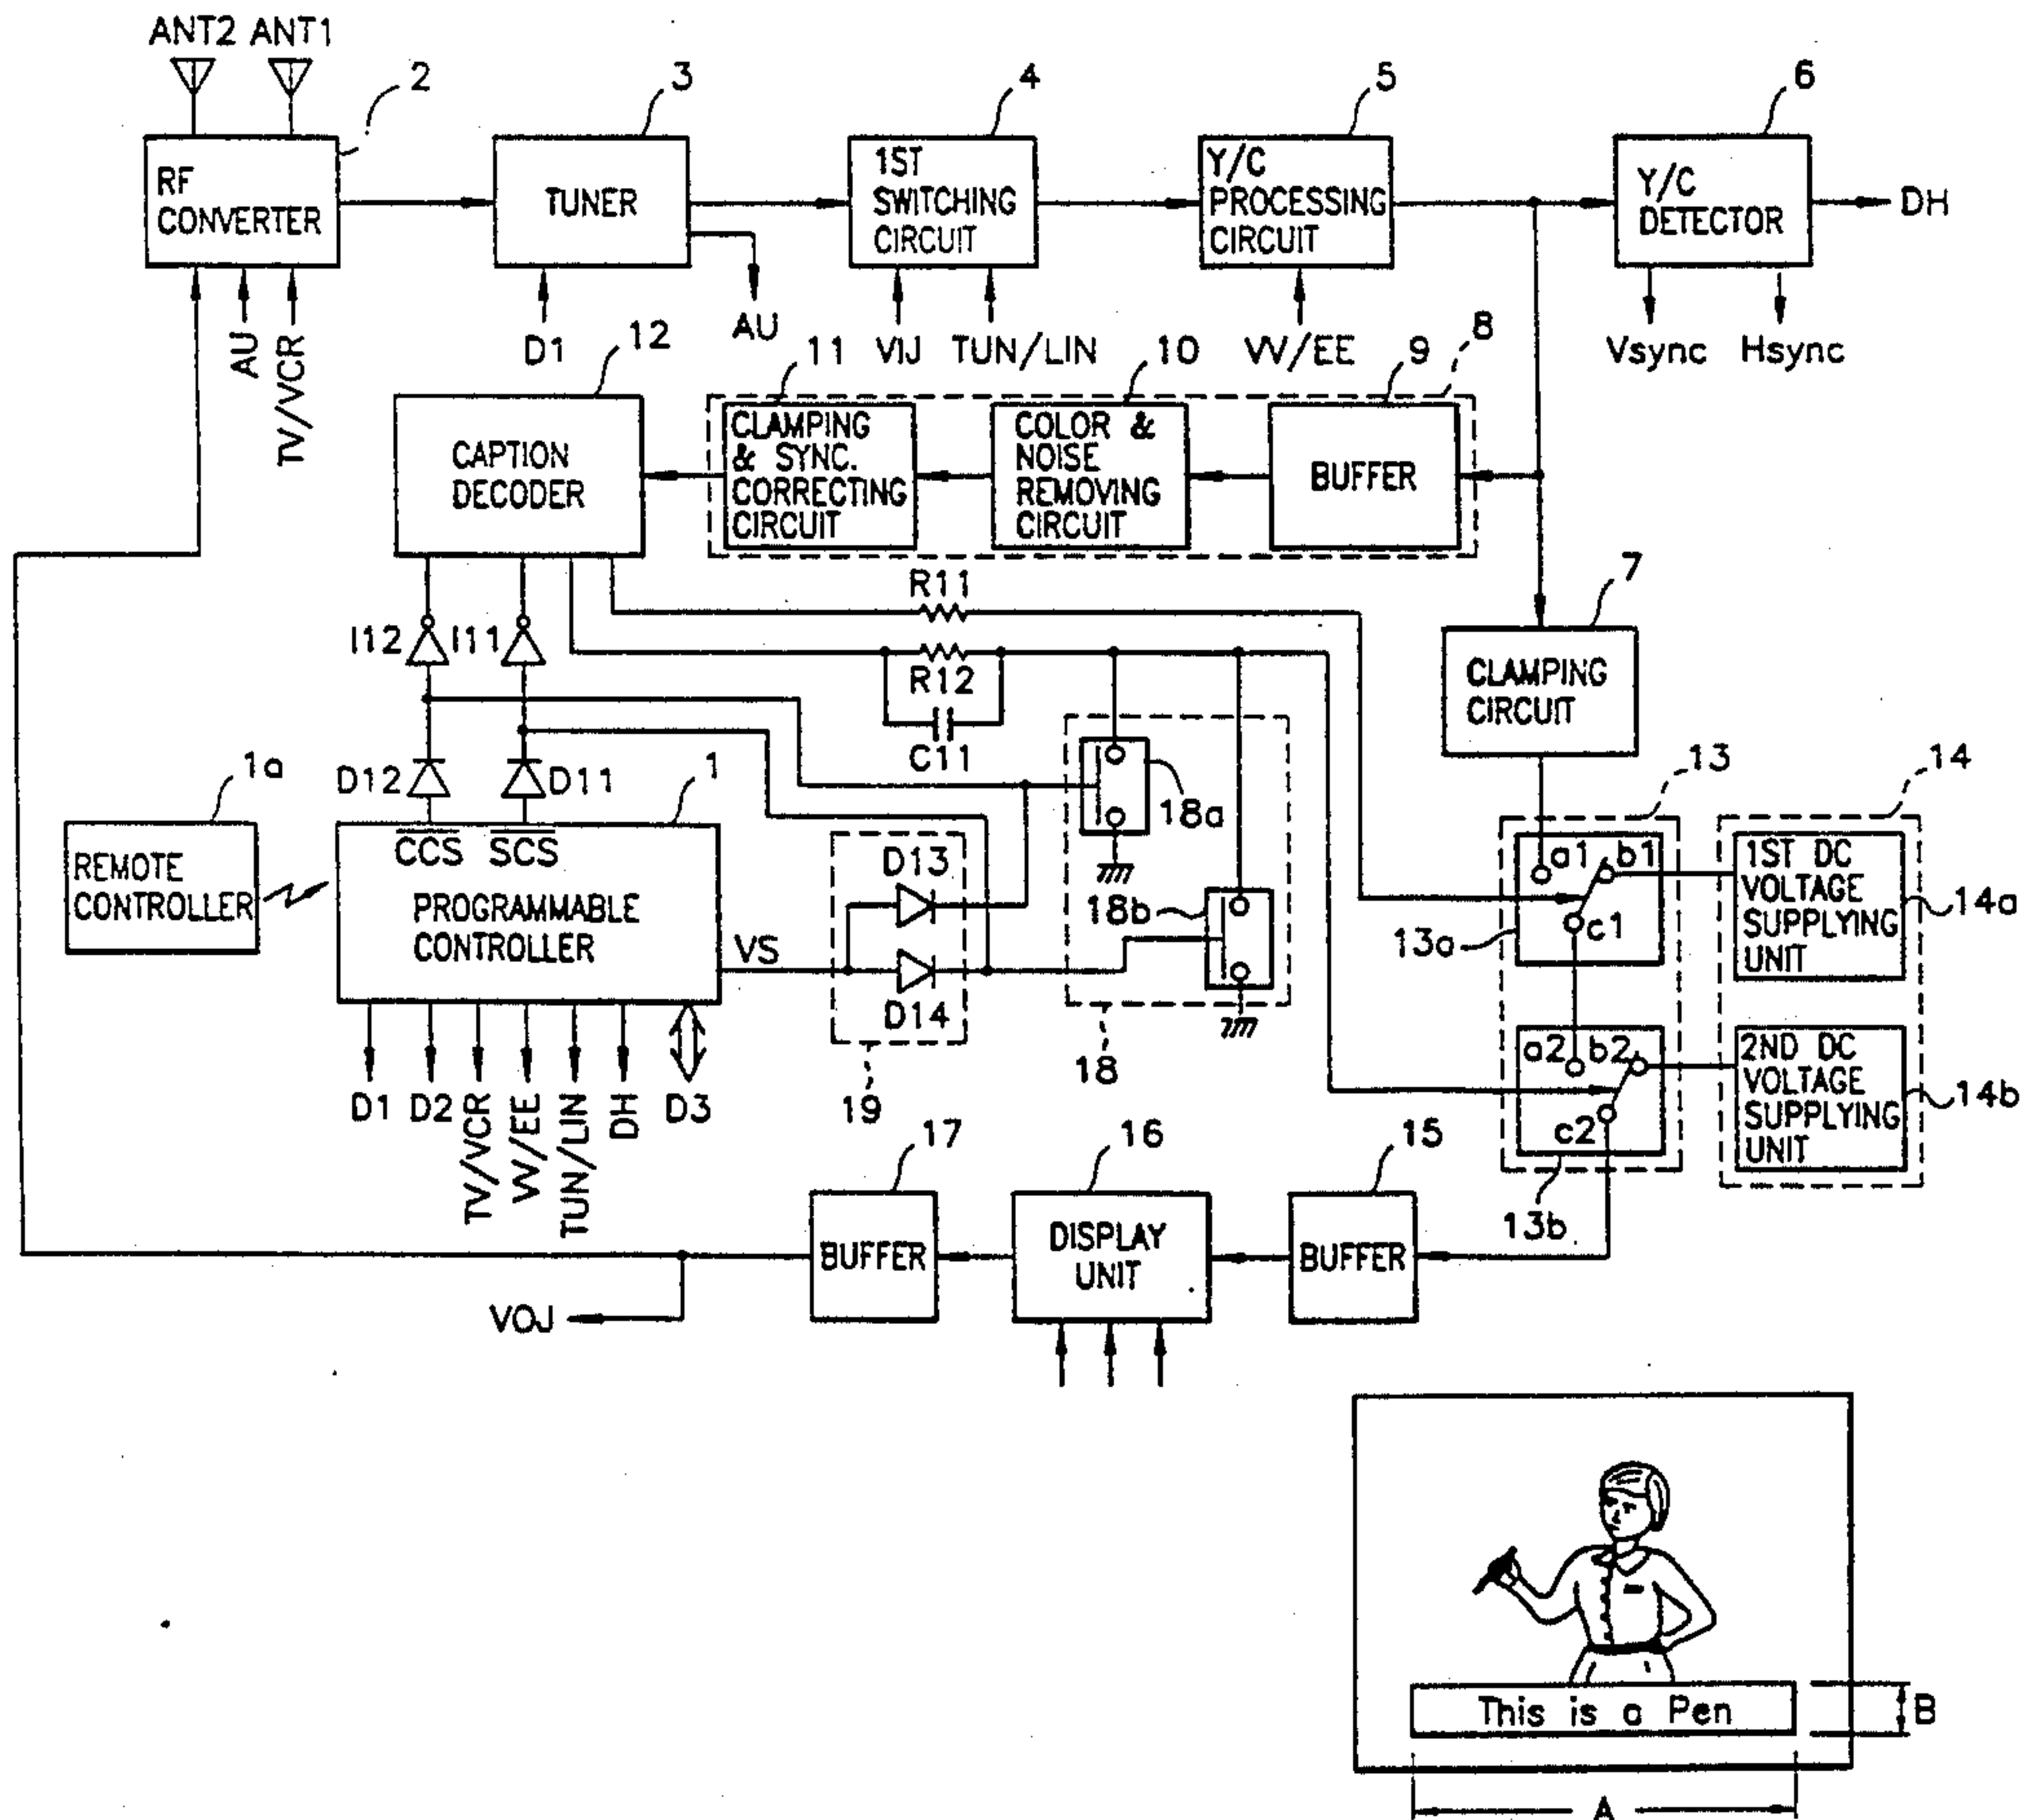 ANT2 ANT1
2
3
4
5
6
RF
CONVERTER
TUNER
1ST
SWITCHING
CIRCUIT
Y/C
PROCESSING
CIRCUIT
Y/C
DETECTOR
DH
AU
TV/VCR
D1
AU
VIJ
TUN/LIN
VV/EE
Vsync
Hsync
12
11
10
9
8
CAPTION
DECODER
CLAMPING
& SYNC.
CORRECTING
CIRCUIT
COLOR &
NOISE
REMOVING
CIRCUIT
BUFFER
R11
7
I12
I11
R12
C11
CLAMPING
CIRCUIT
1a
D12
D11
1
18a
13
14
REMOTE
CONTROLLER
CCS
SCS
PROGRAMMABLE
CONTROLLER
VS
D13
D14
18b
a1
b1
c1
13a
1ST DC
VOLTAGE
SUPPLYING
UNIT
14a
D1
D2
TV/VCR
VV/EE
TUN/LIN
DH
D3
19
18
a2
b2
c2
13b
2ND DC
VOLTAGE
SUPPLYING
UNIT
14b
17
16
15
BUFFER
DISPLAY
UNIT
BUFFER
VOJ
This is a Pen
B
A